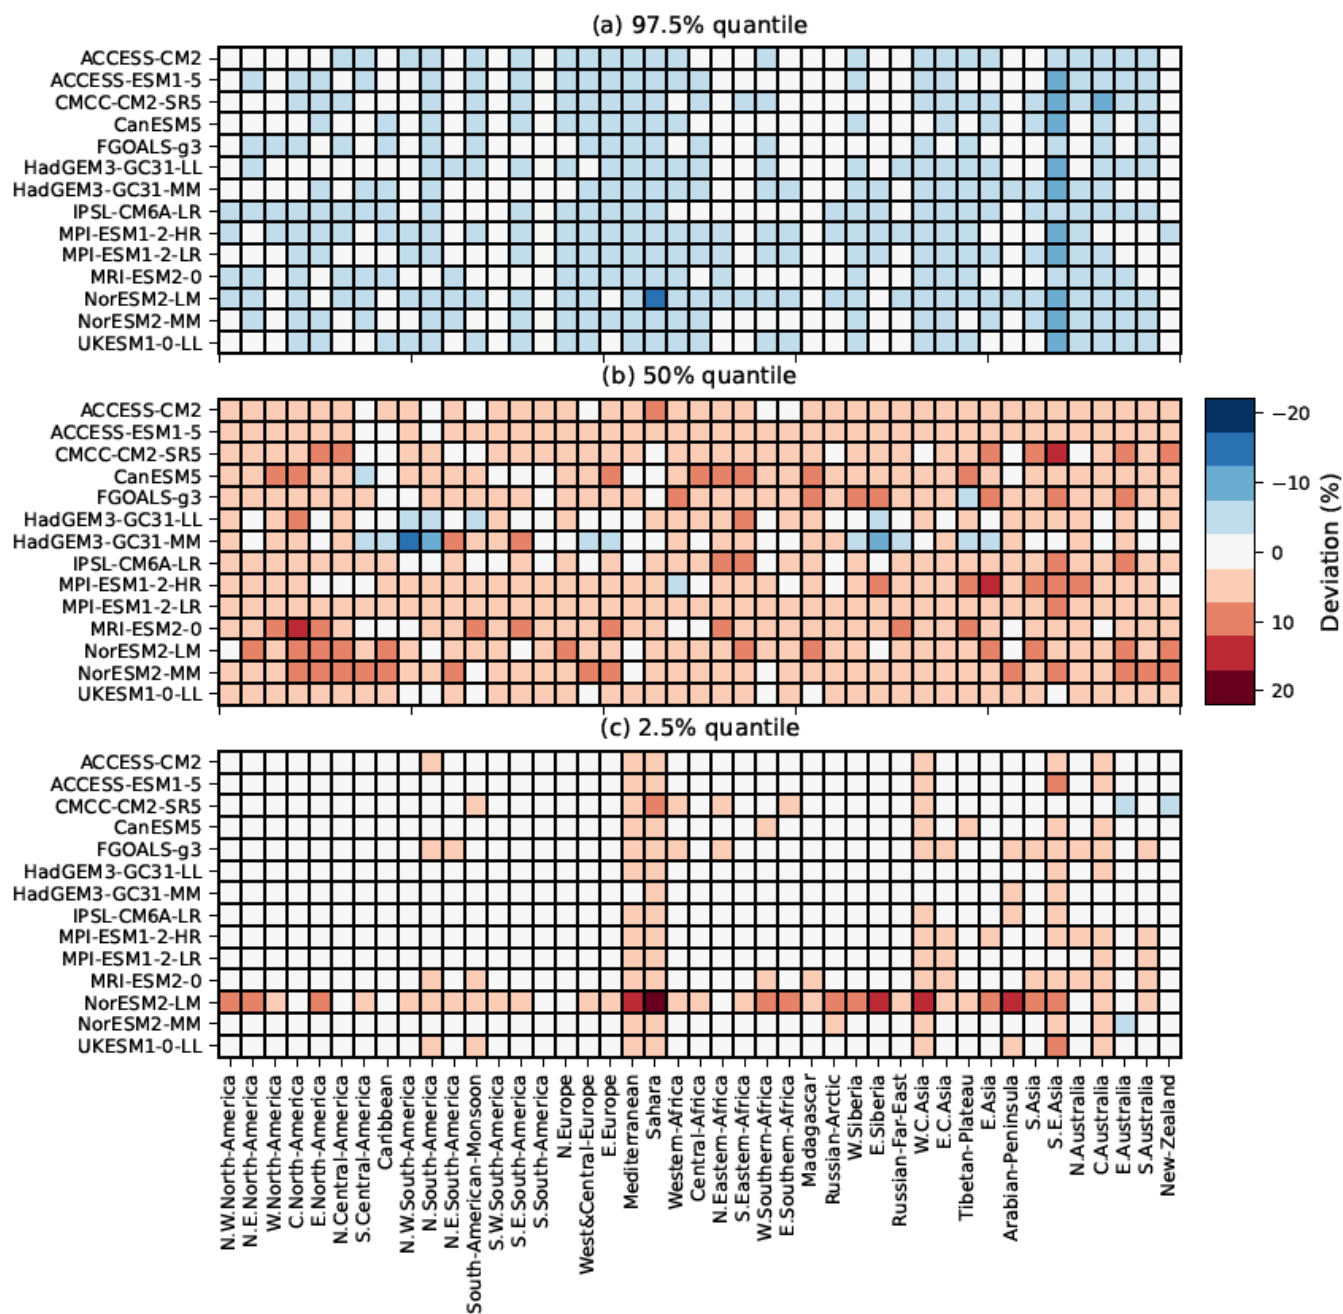 (a) 97.5% quantile
ACCESS-CM2
ACCESS-ESM1-5
CMCC-CM2-SR5
CanESM5
FGOALS-g3
HadGEM3-GC31-LL
HadGEM3-GC31-MM
IPSL-CM6A-LR
MPI-ESM1-2-HR
MPI-ESM1-2-LR
MRI-ESM2-0
NorESM2-LM
NorESM2-MM
UKESM1-0-LL
(b) 50% quantile
ACCESS-CM2
ACCESS-ESM1-5
CMCC-CM2-SR5
CanESM5
FGOALS-g3
HadGEM3-GC31-LL
HadGEM3-GC31-MM
IPSL-CM6A-LR
MPI-ESM1-2-HR
MPI-ESM1-2-LR
MRI-ESM2-0
NorESM2-LM
NorESM2-MM
UKESM1-0-LL
−20
−10
0
10
20
Deviation (%)
(c) 2.5% quantile
ACCESS-CM2
ACCESS-ESM1-5
CMCC-CM2-SR5
CanESM5
FGOALS-g3
HadGEM3-GC31-LL
HadGEM3-GC31-MM
IPSL-CM6A-LR
MPI-ESM1-2-HR
MPI-ESM1-2-LR
MRI-ESM2-0
NorESM2-LM
NorESM2-MM
UKESM1-0-LL
N.W.North-America
N.E.North-America
W.North-America
C.North-America
E.North-America
N.Central-America
S.Central-America
Caribbean
N.W.South-America
N.South-America
N.E.South-America
South-American-Monsoon
S.W.South-America
S.E.South-America
S.South-America
N.Europe
West&Central-Europe
E.Europe
Mediterranean
Sahara
Western-Africa
Central-Africa
N.Eastern-Africa
S.Eastern-Africa
W.Southern-Africa
E.Southern-Africa
Madagascar
Russian-Arctic
W.Siberia
E.Siberia
Russian-Far-East
W.C.Asia
E.C.Asia
Tibetan-Plateau
E.Asia
Arabian-Peninsula
S.Asia
S.E.Asia
N.Australia
C.Australia
E.Australia
S.Australia
New-Zealand